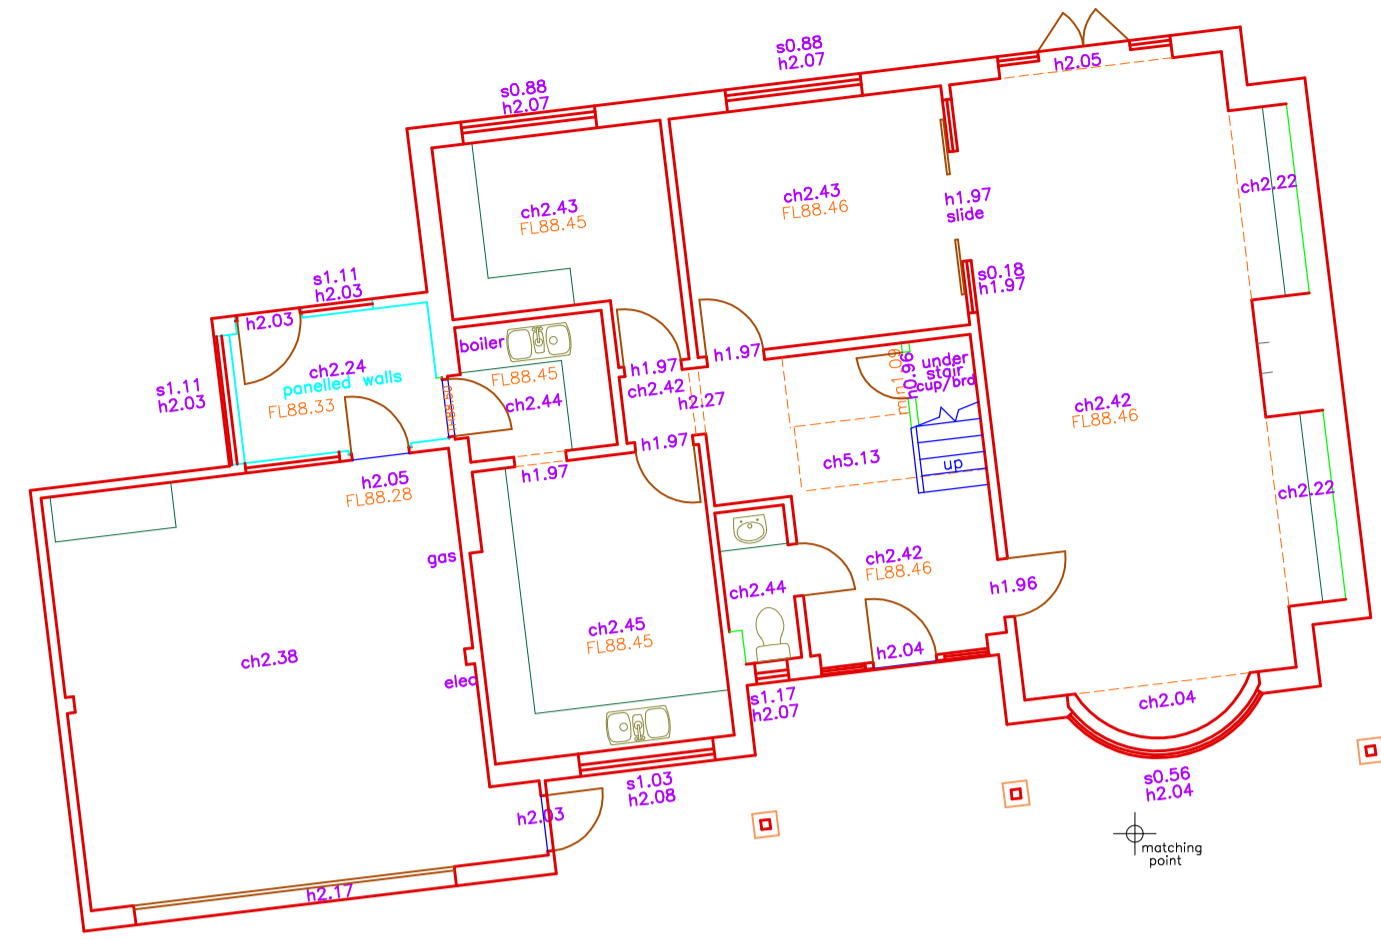 s0.88
h2.07
h2.05
s0.88
h2.07
ch2.22
ch2.43
FL88.46
h1.97
slide
ch2.43
FL88.45
s1.11
h2.03
h2.03
s0.18
h1.97
boiler
ch2.24
panelled walls
FL88.33
s1.11
h2.03
FL88.45
ch2.44
h1.97
h1.97
ch2.42
h2.27
h0.96
under
stair
cup/brd
ch2.42
FL88.46
h1.97
h1.97
ch5.13
up
h2.05
FL88.28
ch2.22
gas
ch2.42
FL88.46
ch2.44
h1.96
ch2.45
FL88.45
ch2.38
h2.04
elec
s1.17
h2.07
ch2.04
s1.03
h2.08
s0.56
h2.04
h2.03
matching
point
h2.17